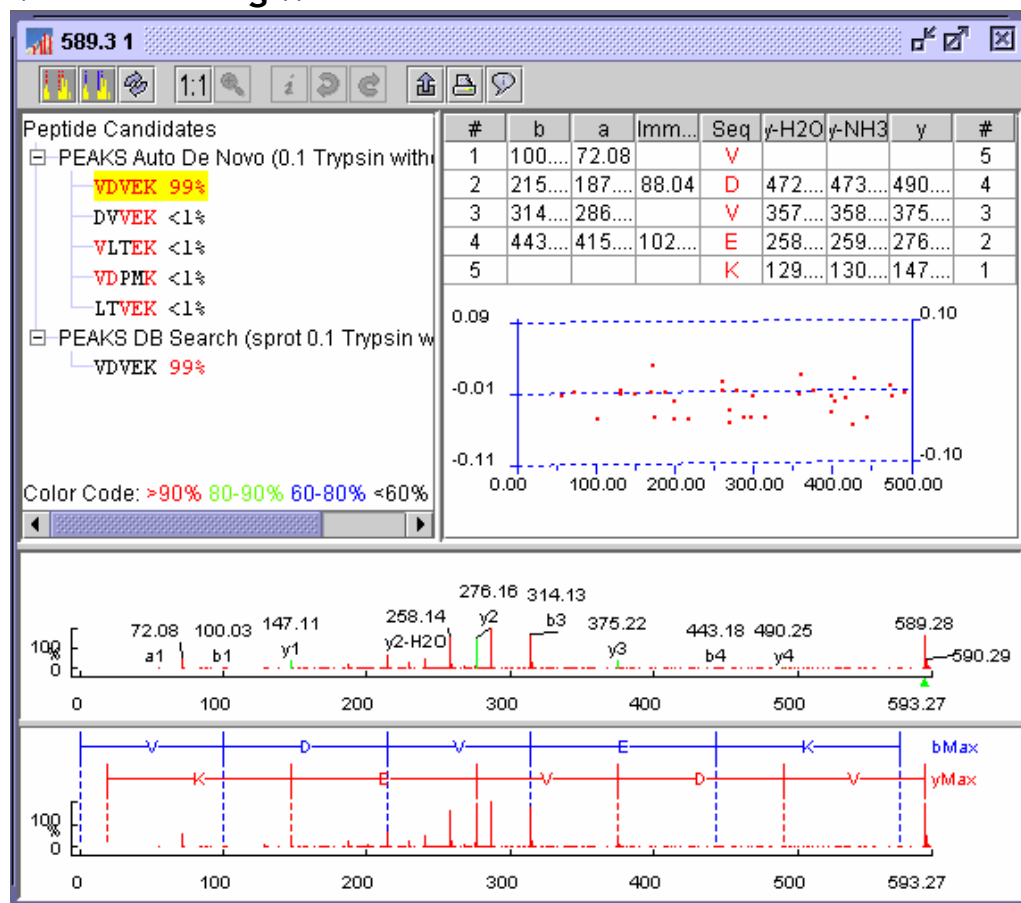 589.3 1
1:1 i
Peptide Candidates
PEAKS Auto De Novo (0.1 Trypsin with
VDVEK 99%
DVVEK <1%
VLTEK <1%
VDPMK <1%
LTVEK <1%
PEAKS DB Search (sprot 0.1 Trypsin w
VDVEK 99%
Color Code: >90% 80-90% 60-80% <60%
# b a Imm... Seq y-H2O y-NH3 y #
1 100.... 72.08 V 5
2 215.... 187.... 88.04 D 472.... 473.... 490.... 4
3 314.... 286.... V 357.... 358.... 375.... 3
4 443.... 415.... 102.... E 258.... 259.... 276.... 2
5 K 129.... 130.... 147.... 1
0.09 0.10
-0.01
-0.11 -0.10
0.00 100.00 200.00 300.00 400.00 500.00
72.08 100.03 147.11 258.14 276.16 314.13 375.22 443.18 490.25 589.28
a1 b1 y1 y2-H2O y2 b3 y3 b4 y4 590.29
100
%
0
0 100 200 300 400 500 593.27
V D V E K bMax
K E V D V yMax
100
%
0
0 100 200 300 400 500 593.27